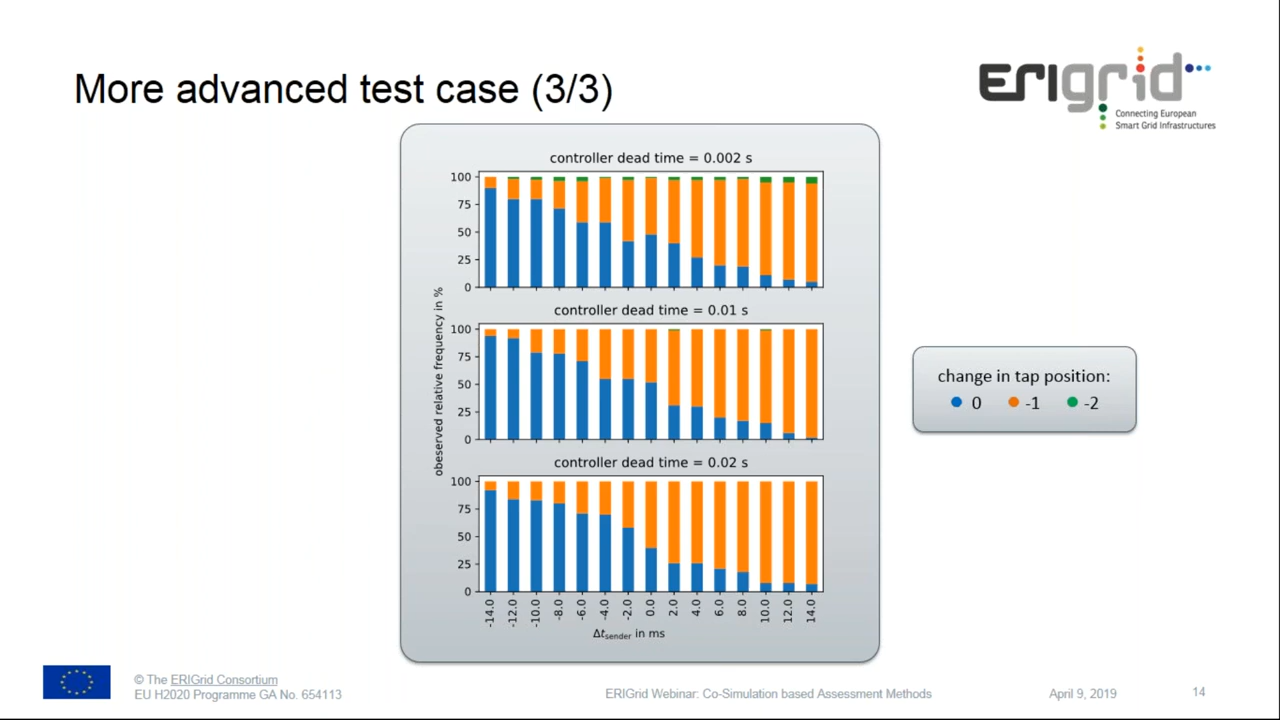 More advanced test case (3/3)
ERIgrid
Connecting European
Smart Grid Infrastructures
controller dead time = 0.002 s
100
75
50
25
0
controller dead time = 0.01 s
100
75
50
25
0
controller dead time = 0.02 s
100
75
50
25
0
obeserved relative frequency in %
-14.0 -12.0 -10.0 -8.0 -6.0 -4.0 -2.0 0.0 2.0 4.0 6.0 8.0 10.0 12.0 14.0
Δtsender in ms
change in tap position:
0 -1 -2
© The ERIGrid Consortium
EU H2020 Programme GA No. 654113
ERIGrid Webinar: Co-Simulation based Assessment Methods
April 9, 2019
14